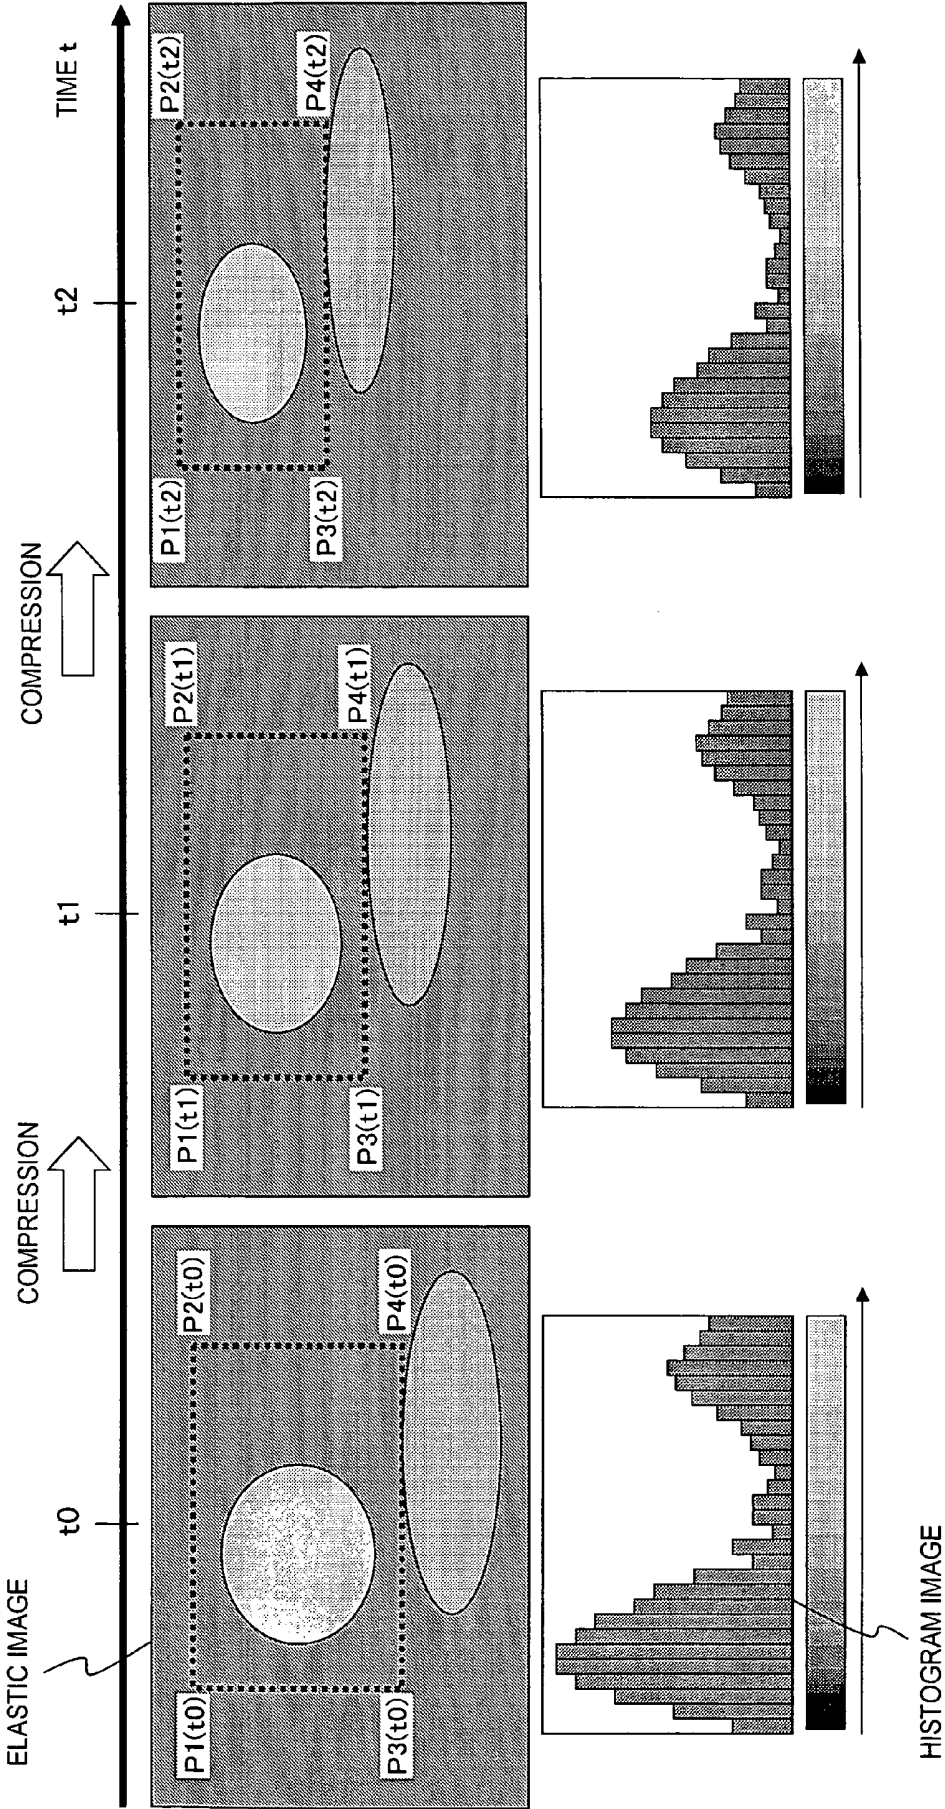 TIME t
t0
t1
t2
COMPRESSION
COMPRESSION
ELASTIC IMAGE
P1(t0)
P2(t0)
P3(t0)
P4(t0)
P1(t1)
P2(t1)
P3(t1)
P4(t1)
P1(t2)
P2(t2)
P3(t2)
P4(t2)
HISTOGRAM IMAGE